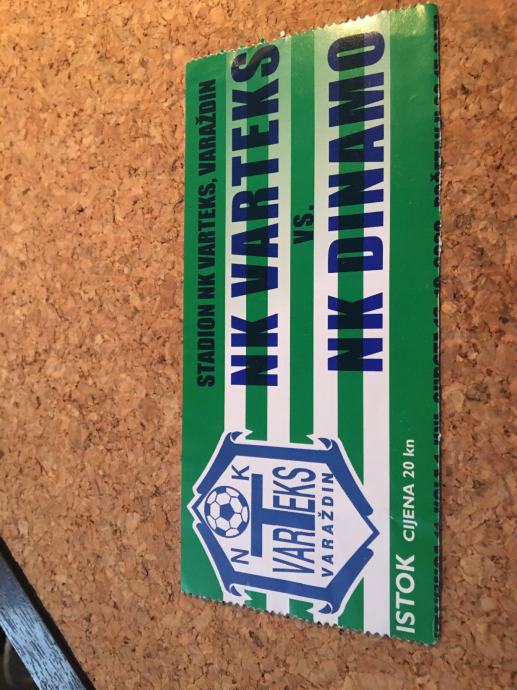 STADION NK VARTEKS, VARAŽDIN
NK VARTEKS
vs.
NK DINAMO
N K
VARTEKS
VARAŽDIN
ISTOK CIJENA 20 kn